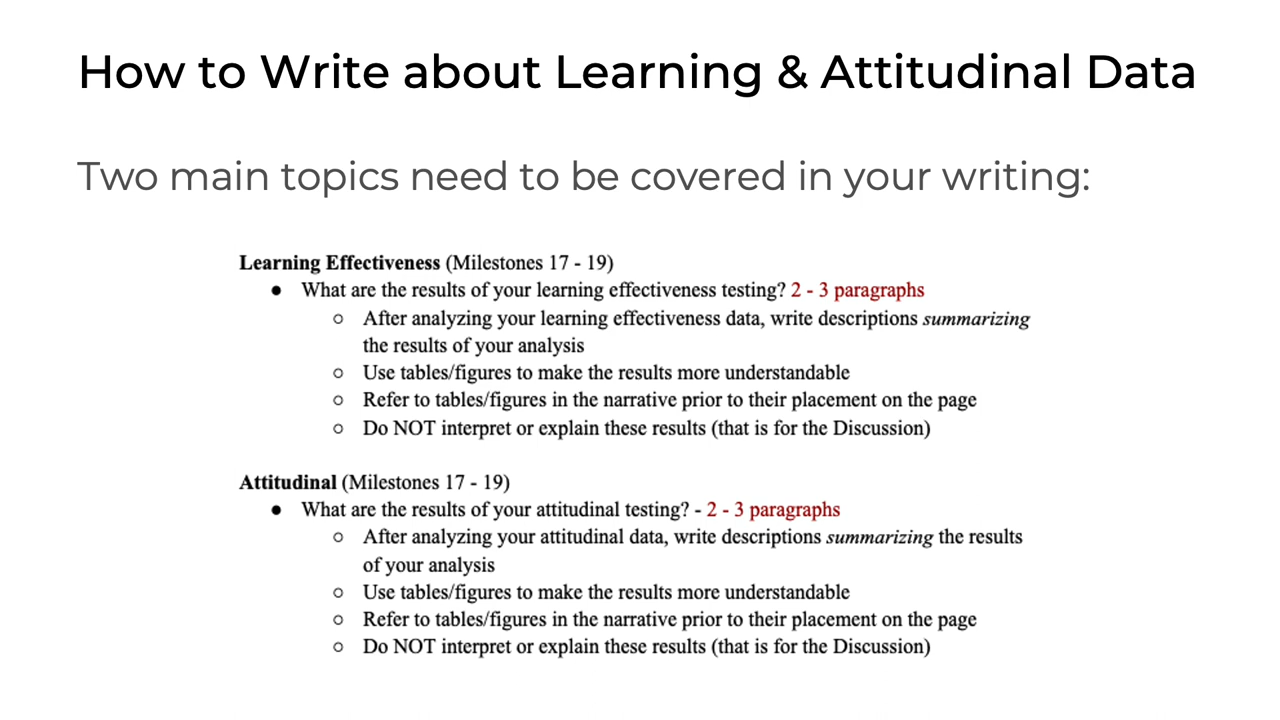 How to Write about Learning & Attitudinal Data
Two main topics need to be covered in your writing:
Learning Effectiveness (Milestones 17 - 19)
● What are the results of your learning effectiveness testing? 2 - 3 paragraphs
○ After analyzing your learning effectiveness data, write descriptions summarizing
the results of your analysis
○ Use tables/figures to make the results more understandable
○ Refer to tables/figures in the narrative prior to their placement on the page
○ Do NOT interpret or explain these results (that is for the Discussion)
Attitudinal (Milestones 17 - 19)
● What are the results of your attitudinal testing? - 2 - 3 paragraphs
○ After analyzing your attitudinal data, write descriptions summarizing the results
of your analysis
○ Use tables/figures to make the results more understandable
○ Refer to tables/figures in the narrative prior to their placement on the page
○ Do NOT interpret or explain these results (that is for the Discussion)